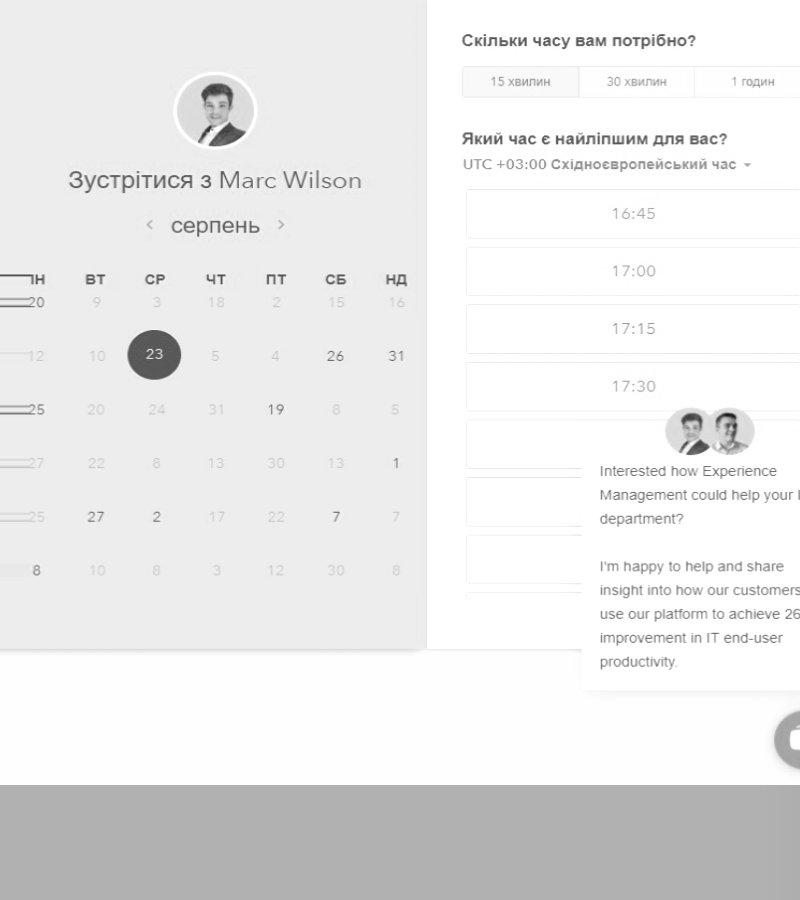 Зустрітися з Marc Wilson
серпень
ВТ СР ЧТ ПТ СБ НД
20 9 3 18 2 15 16
12 10 23 5 4 26 31
25 20 24 31 19 8 5
27 22 8 13 30 13 1
25 27 2 17 22 7 7
8 10 8 3 12 30 8
Скільки часу вам потрібно?
15 хвилин 30 хвилин 1 годин
Який час є найліпшим для вас?
UTC +03:00 Східноєвропейський час
16:45
17:00
17:15
17:30
Interested how Experience
Management could help your
department?
I'm happy to help and share
insight into how our customers
use our platform to achieve 26
improvement in IT end-user
productivity.